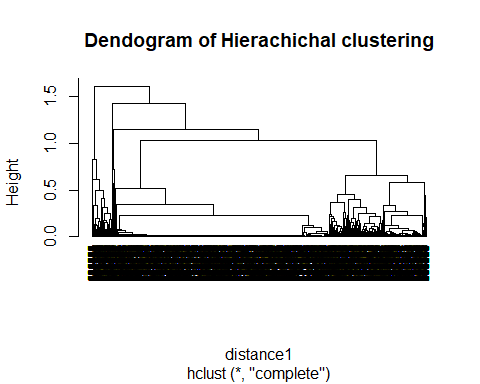 Dendogram of Hierachichal clustering
Height
1.5
1.0
0.5
0.0
distance1
hclust (*, "complete")